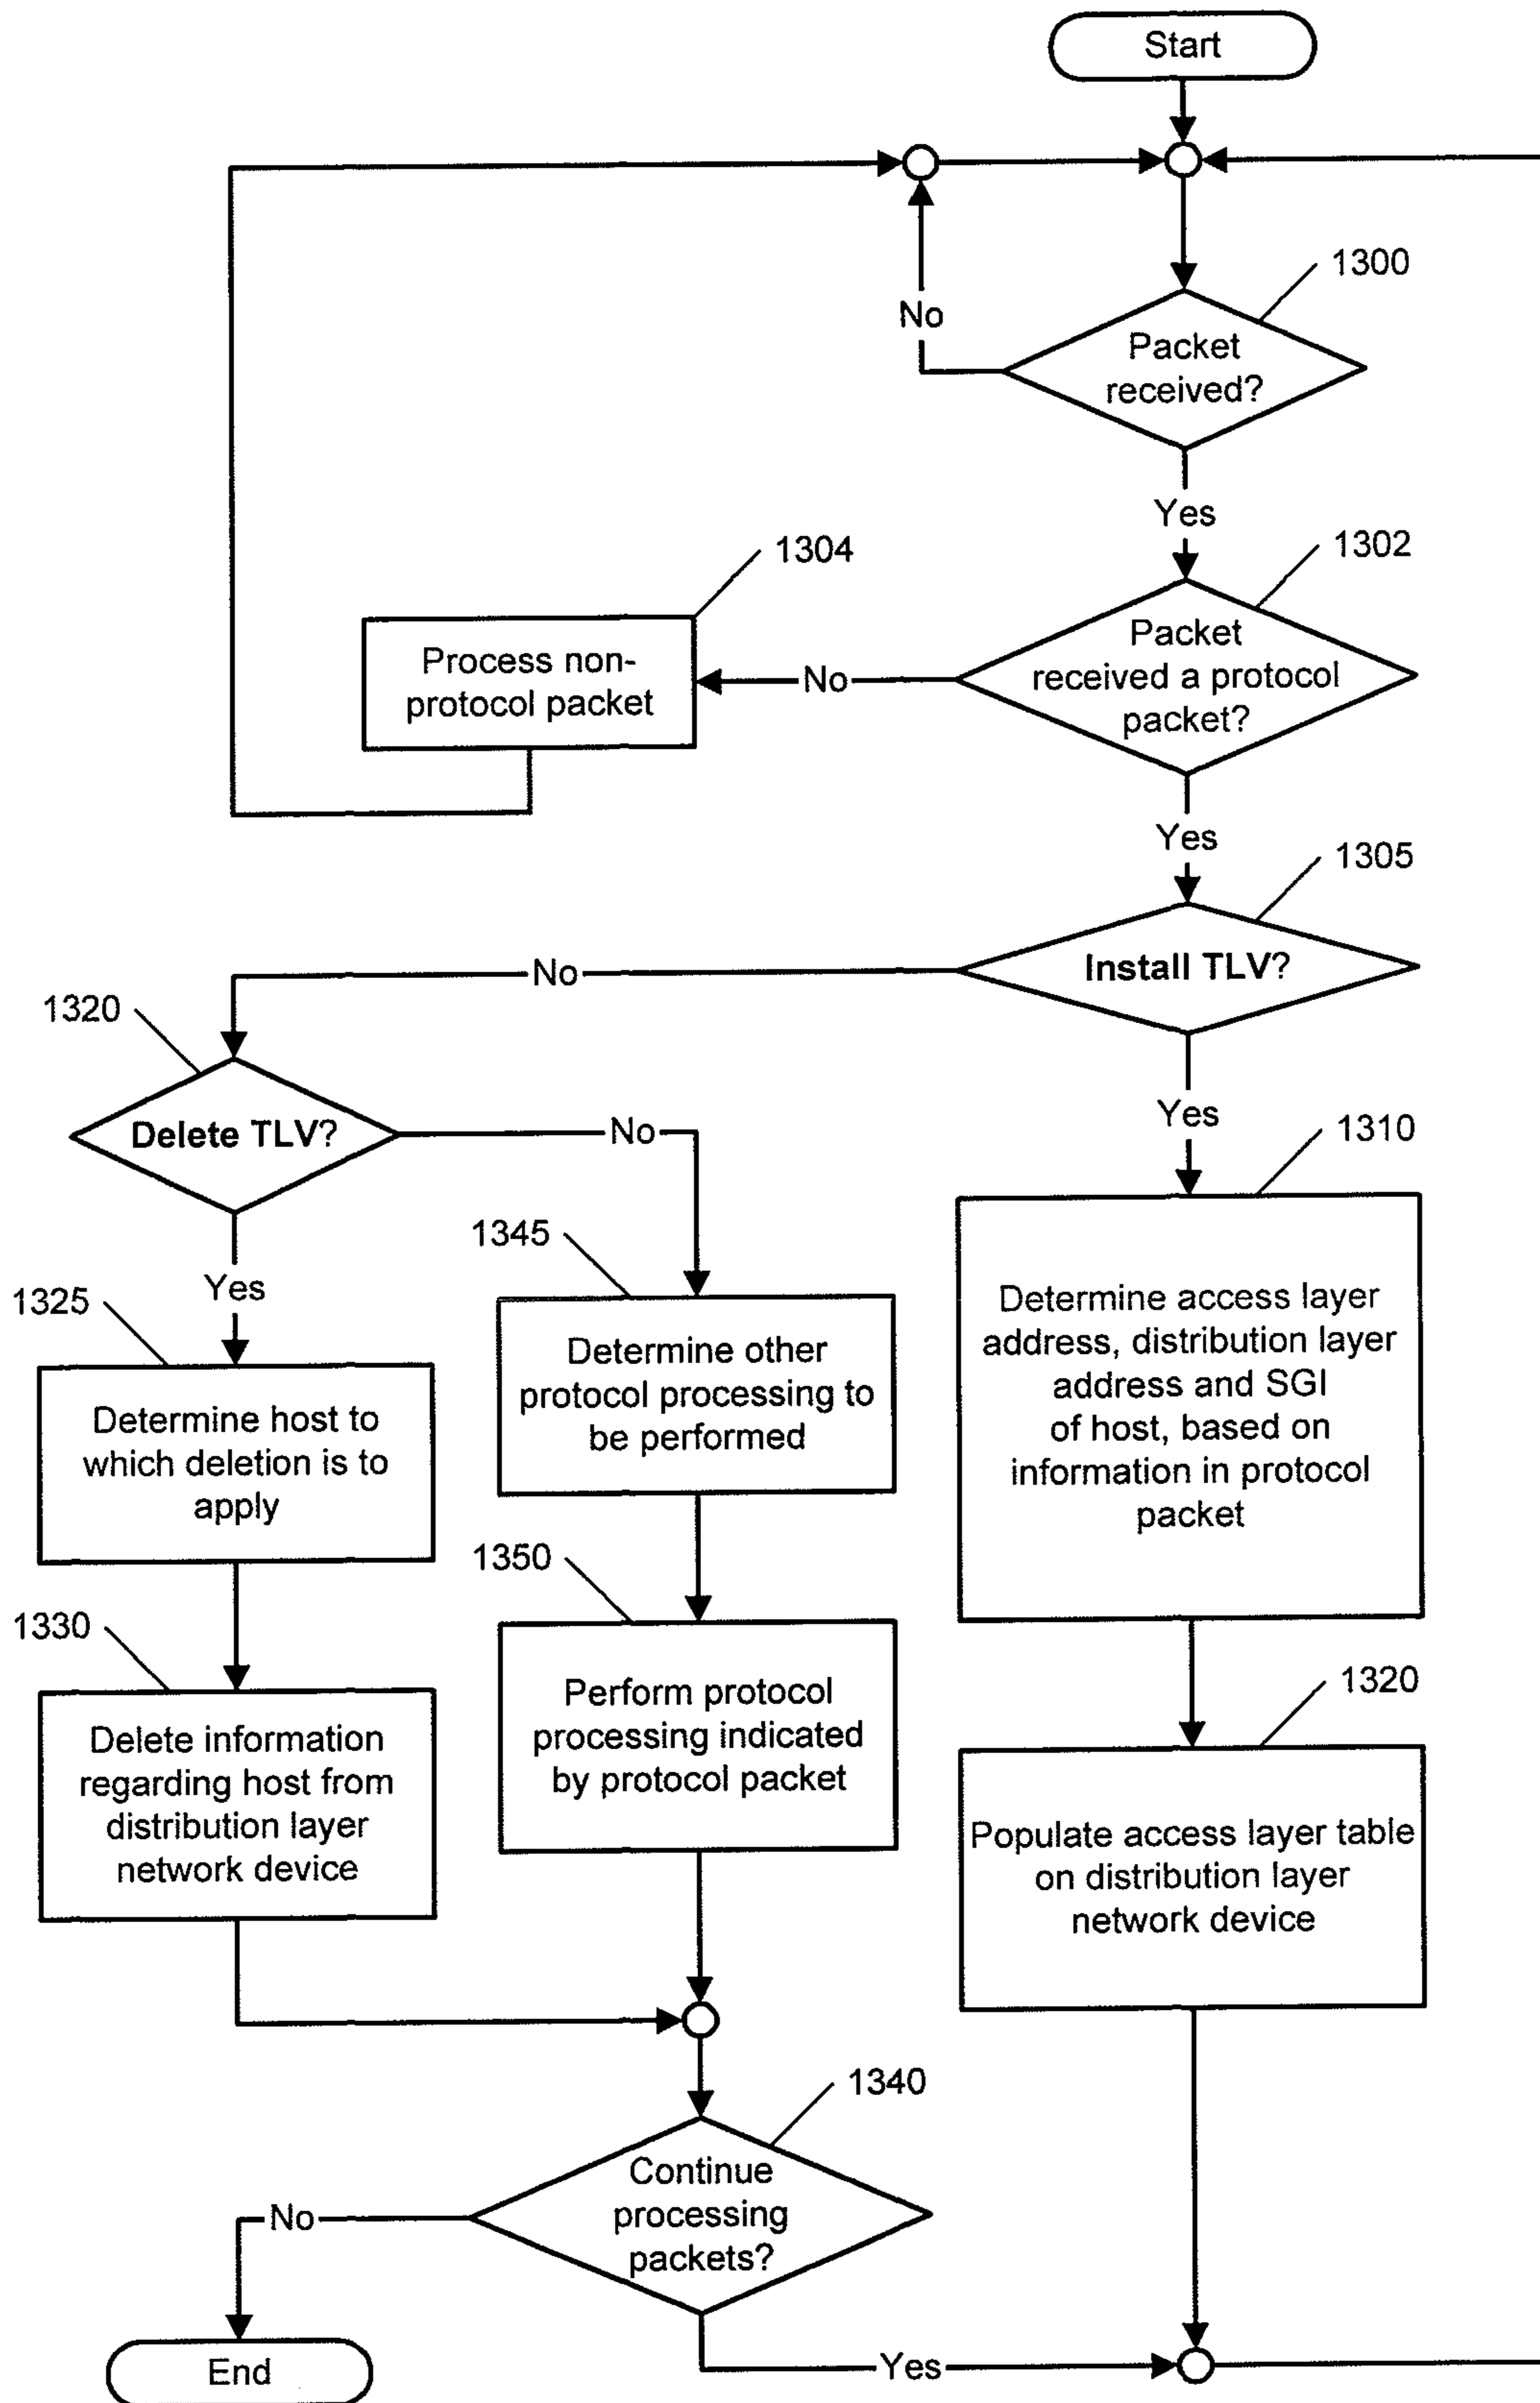 Start
1300
No
Packet
received?
Yes
1302
1304
Packet
received a protocol
packet?
No
Process non-
protocol packet
Yes
1305
Install TLV?
No
1320
Delete TLV?
No
Yes
1310
1345
Yes
1325
Determine access layer
address, distribution layer
address and SGI
of host, based on
information in protocol
packet
Determine other
protocol processing to
be performed
Determine host to
which deletion is to
apply
1350
1330
1320
Perform protocol
processing indicated
by protocol packet
Delete information
regarding host from
distribution layer
network device
Populate access layer table
on distribution layer
network device
1340
Continue
processing
packets?
No
Yes
End